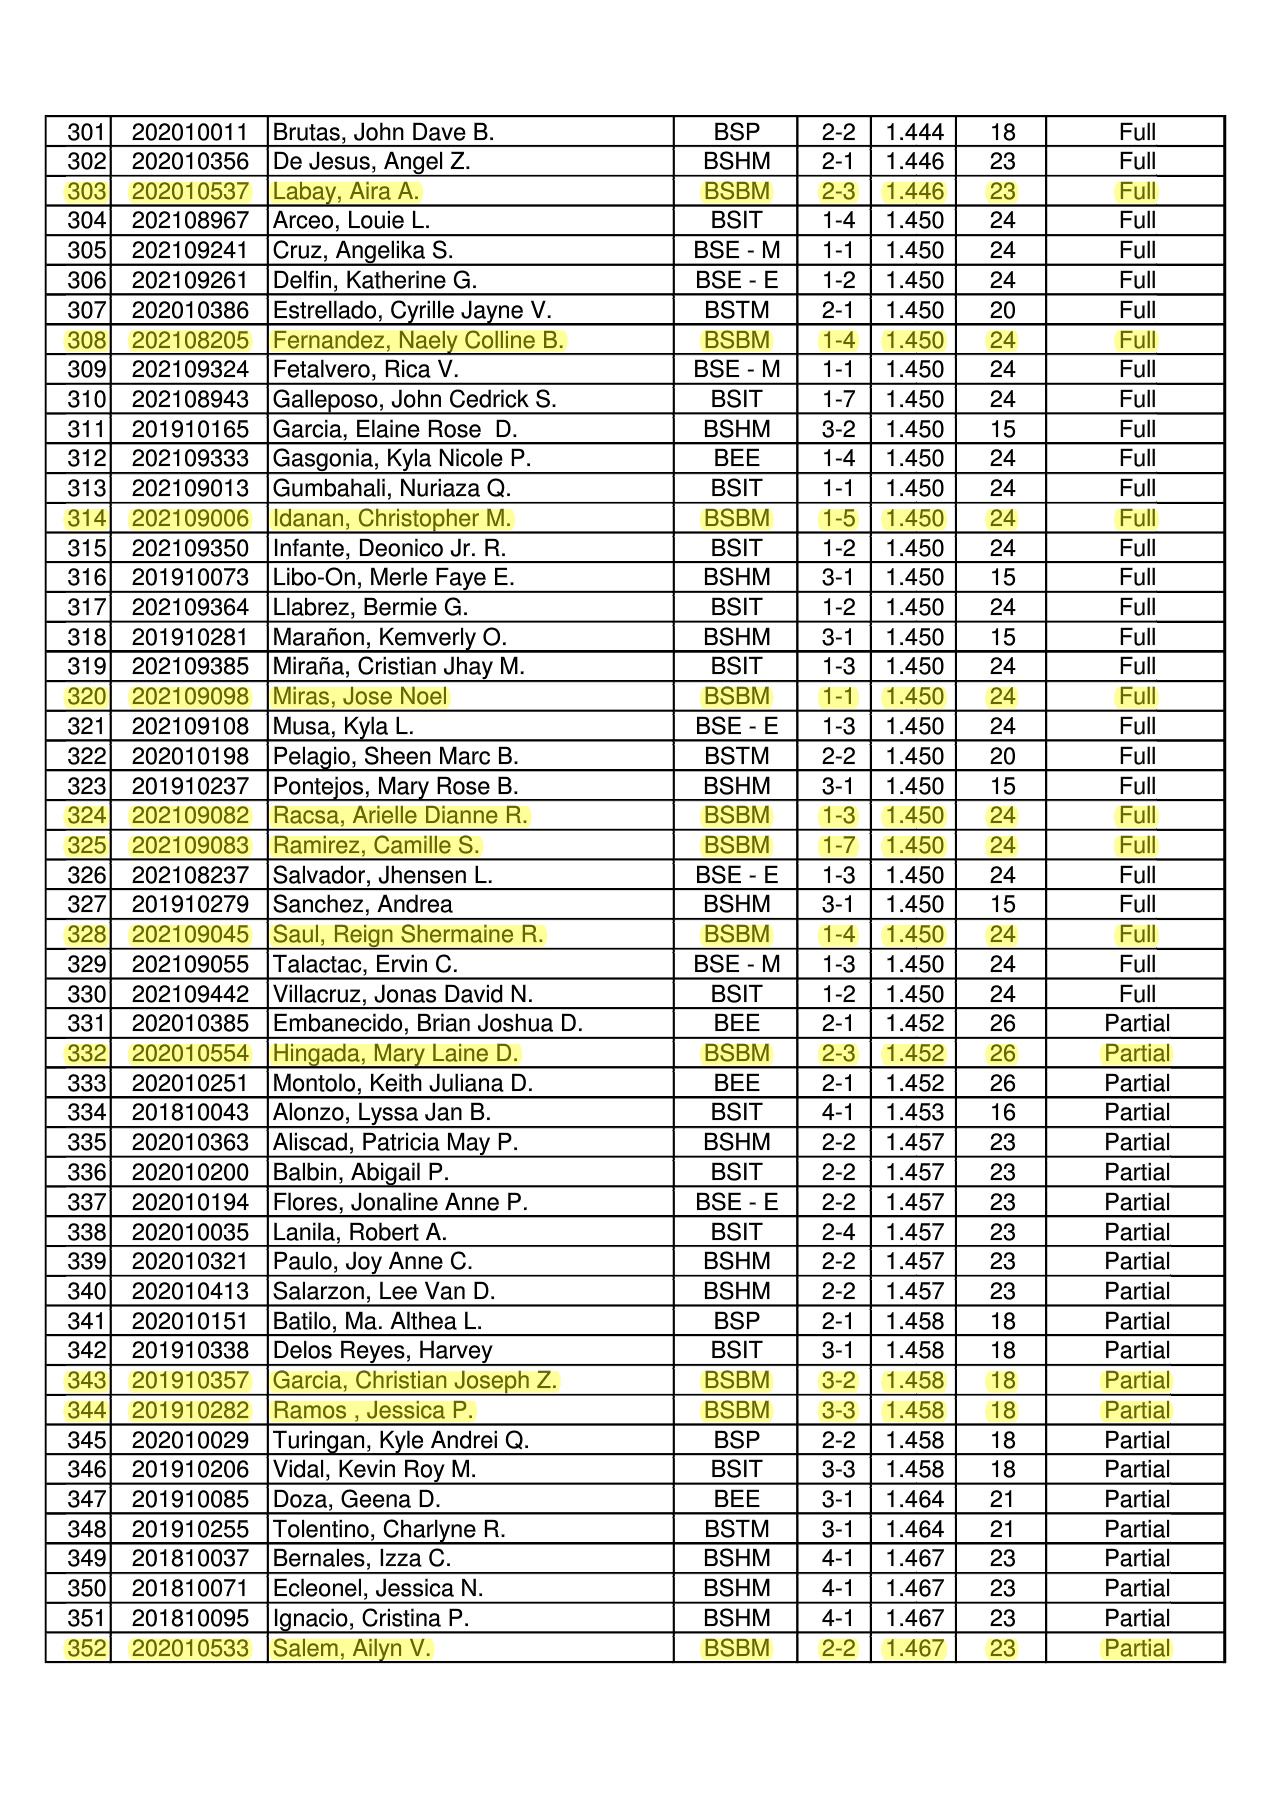 301 202010011 Brutas, John Dave B. BSP 2-2 1.444 18 Full
302 202010356 De Jesus, Angel Z. BSHM 2-1 1.446 23 Full
303 202010537 Labay, Aira A. BSBM 2-3 1.446 23 Full
304 202108967 Arceo, Louie L. BSIT 1-4 1.450 24 Full
305 202109241 Cruz, Angelika S. BSE - M 1-1 1.450 24 Full
306 202109261 Delfin, Katherine G. BSE - E 1-2 1.450 24 Full
307 202010386 Estrellado, Cyrille Jayne V. BSTM 2-1 1.450 20 Full
308 202108205 Fernandez, Naely Colline B. BSBM 1-4 1.450 24 Full
309 202109324 Fetalvero, Rica V. BSE - M 1-1 1.450 24 Full
310 202108943 Galleposo, John Cedrick S. BSIT 1-7 1.450 24 Full
311 201910165 Garcia, Elaine Rose D. BSHM 3-2 1.450 15 Full
312 202109333 Gasgonia, Kyla Nicole P. BEE 1-4 1.450 24 Full
313 202109013 Gumbahali, Nuriaza Q. BSIT 1-1 1.450 24 Full
314 202109006 Idanan, Christopher M. BSBM 1-5 1.450 24 Full
315 202109350 Infante, Deonico Jr. R. BSIT 1-2 1.450 24 Full
316 201910073 Libo-On, Merle Faye E. BSHM 3-1 1.450 15 Full
317 202109364 Llabrez, Bermie G. BSIT 1-2 1.450 24 Full
318 201910281 Marañon, Kemverly O. BSHM 3-1 1.450 15 Full
319 202109385 Miraña, Cristian Jhay M. BSIT 1-3 1.450 24 Full
320 202109098 Miras, Jose Noel BSBM 1-1 1.450 24 Full
321 202109108 Musa, Kyla L. BSE - E 1-3 1.450 24 Full
322 202010198 Pelagio, Sheen Marc B. BSTM 2-2 1.450 20 Full
323 201910237 Pontejos, Mary Rose B. BSHM 3-1 1.450 15 Full
324 202109082 Racsa, Arielle Dianne R. BSBM 1-3 1.450 24 Full
325 202109083 Ramirez, Camille S. BSBM 1-7 1.450 24 Full
326 202108237 Salvador, Jhensen L. BSE - E 1-3 1.450 24 Full
327 201910279 Sanchez, Andrea BSHM 3-1 1.450 15 Full
328 202109045 Saul, Reign Shermaine R. BSBM 1-4 1.450 24 Full
329 202109055 Talactac, Ervin C. BSE - M 1-3 1.450 24 Full
330 202109442 Villacruz, Jonas David N. BSIT 1-2 1.450 24 Full
331 202010385 Embanecido, Brian Joshua D. BEE 2-1 1.452 26 Partial
332 202010554 Hingada, Mary Laine D. BSBM 2-3 1.452 26 Partial
333 202010251 Montolo, Keith Juliana D. BEE 2-1 1.452 26 Partial
334 201810043 Alonzo, Lyssa Jan B. BSIT 4-1 1.453 16 Partial
335 202010363 Aliscad, Patricia May P. BSHM 2-2 1.457 23 Partial
336 202010200 Balbin, Abigail P. BSIT 2-2 1.457 23 Partial
337 202010194 Flores, Jonaline Anne P. BSE - E 2-2 1.457 23 Partial
338 202010035 Lanila, Robert A. BSIT 2-4 1.457 23 Partial
339 202010321 Paulo, Joy Anne C. BSHM 2-2 1.457 23 Partial
340 202010413 Salarzon, Lee Van D. BSHM 2-2 1.457 23 Partial
341 202010151 Batilo, Ma. Althea L. BSP 2-1 1.458 18 Partial
342 201910338 Delos Reyes, Harvey BSIT 3-1 1.458 18 Partial
343 201910357 Garcia, Christian Joseph Z. BSBM 3-2 1.458 18 Partial
344 201910282 Ramos , Jessica P. BSBM 3-3 1.458 18 Partial
345 202010029 Turingan, Kyle Andrei Q. BSP 2-2 1.458 18 Partial
346 201910206 Vidal, Kevin Roy M. BSIT 3-3 1.458 18 Partial
347 201910085 Doza, Geena D. BEE 3-1 1.464 21 Partial
348 201910255 Tolentino, Charlyne R. BSTM 3-1 1.464 21 Partial
349 201810037 Bernales, Izza C. BSHM 4-1 1.467 23 Partial
350 201810071 Ecleonel, Jessica N. BSHM 4-1 1.467 23 Partial
351 201810095 Ignacio, Cristina P. BSHM 4-1 1.467 23 Partial
352 202010533 Salem, Ailyn V. BSBM 2-2 1.467 23 Partial